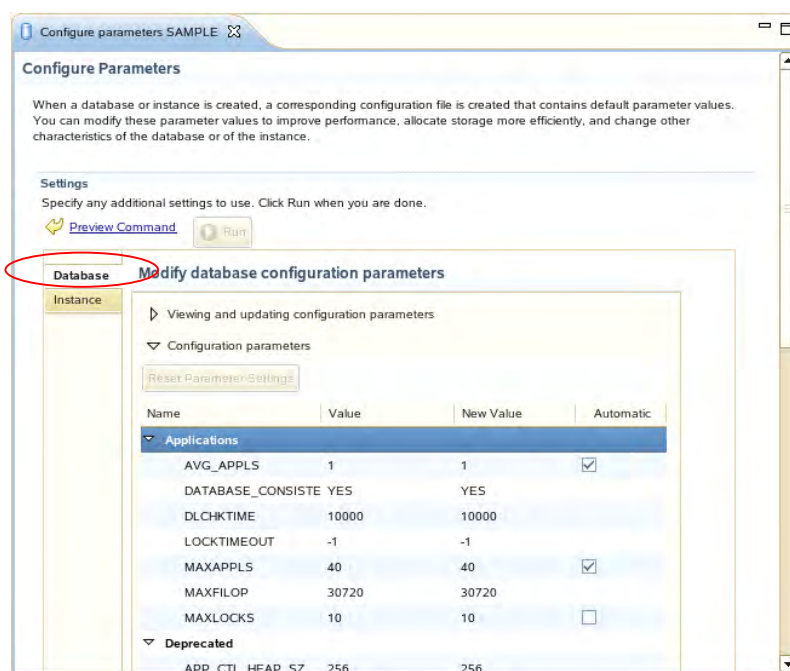 Configure parameters SAMPLE
Configure Parameters
When a database or instance is created, a corresponding configuration file is created that contains default parameter values.
You can modify these parameter values to improve performance, allocate storage more efficiently, and change other
characteristics of the database or of the instance.
Settings
Specify any additional settings to use. Click Run when you are done.
Preview Command Run
Database Modify database configuration parameters
Instance
Viewing and updating configuration parameters
Configuration parameters
Reset Parameter Settings
Name Value New Value Automatic
Applications
AVG_APPLS 1 1
DATABASE_CONSISTE YES YES
DLCHKTIME 10000 10000
LOCKTIMEOUT -1 -1
MAXAPPLS 40 40
MAXFILOP 30720 30720
MAXLOCKS 10 10
Deprecated
APP_CTL_HEAP_SZ 256 256